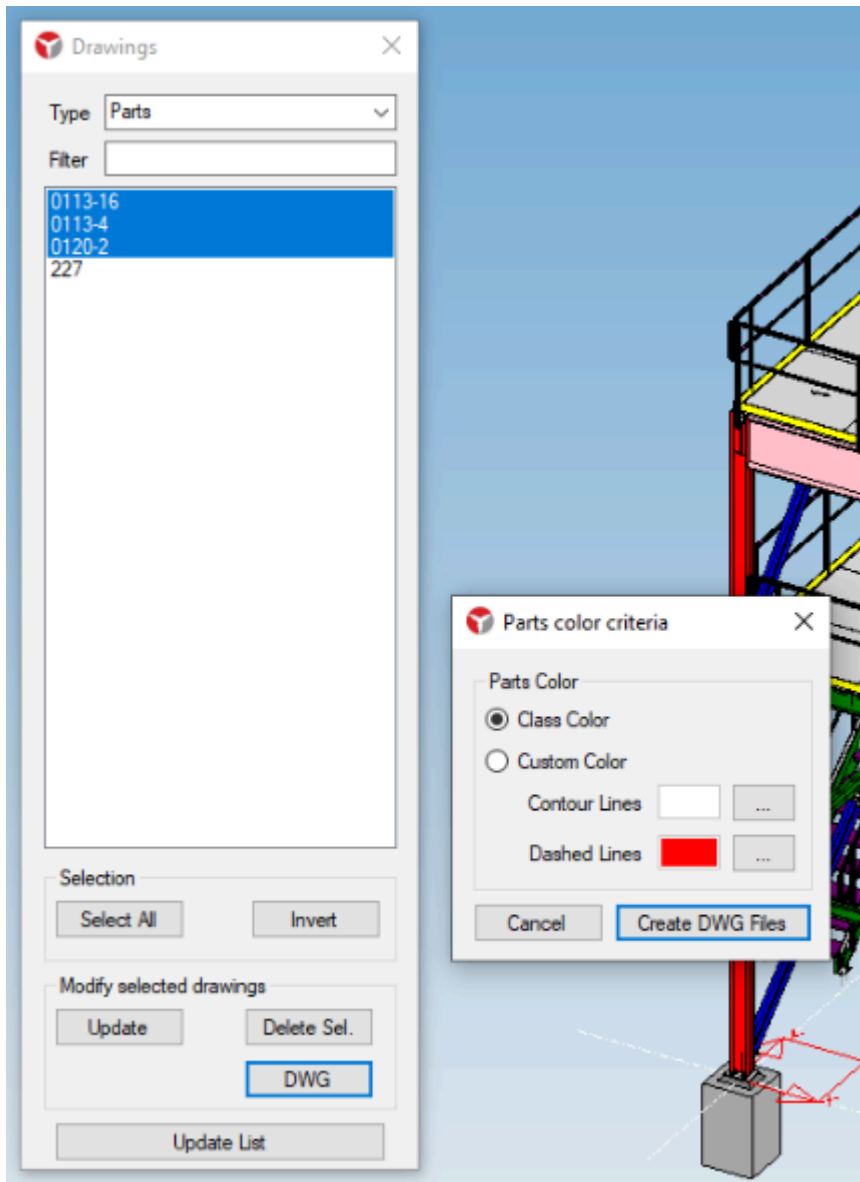 Drawings
Type Parts
Filter
0113-16
0113-4
0120-2
227
Selection
Select All Invert
Modify selected drawings
Update Delete Sel.
DWG
Update List
Parts color criteria
Parts Color
Class Color
Custom Color
Contour Lines ...
Dashed Lines ...
Cancel Create DWG Files